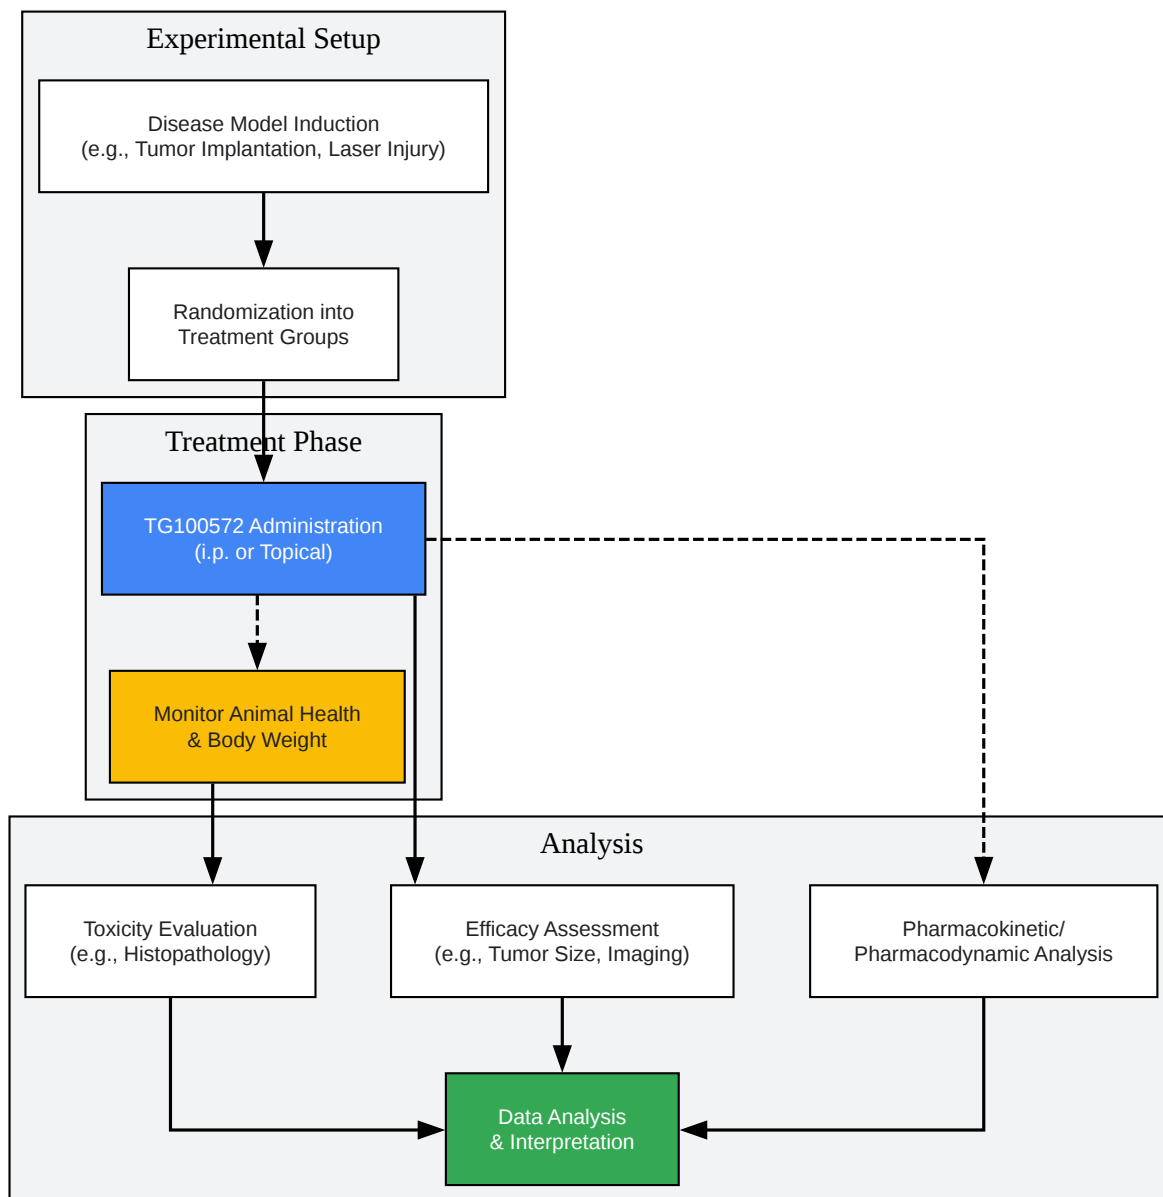 Experimental Setup
Disease Model Induction
(e.g., Tumor Implantation, Laser Injury)
Randomization into
Treatment Groups
Treatment Phase
TG100572 Administration
(i.p. or Topical)
Monitor Animal Health
& Body Weight
Analysis
Toxicity Evaluation
(e.g., Histopathology)
Efficacy Assessment
(e.g., Tumor Size, Imaging)
Pharmacokinetic/
Pharmacodynamic Analysis
Data Analysis
& Interpretation